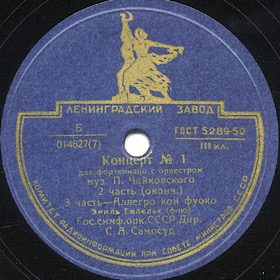 ЛЕНИНГРАДСКИЙ ЗАВОД
Б
014827(7)
ГОСТ 5289-50
III кл.
Концерт № 1
для фортепиано с оркестром
муз. П. Чайковского
2 часть (оконч.)
3 часть—Аллегро кон фуоко
Эмиль Гилельс (ф-но)
Гос.симф.орк.СССР.Дир.
С. А. Самосуд
КОМИТЕТ РАДИОИНФОРМАЦИИ ПРИ СОВЕТЕ МИНИСТРОВ СССР